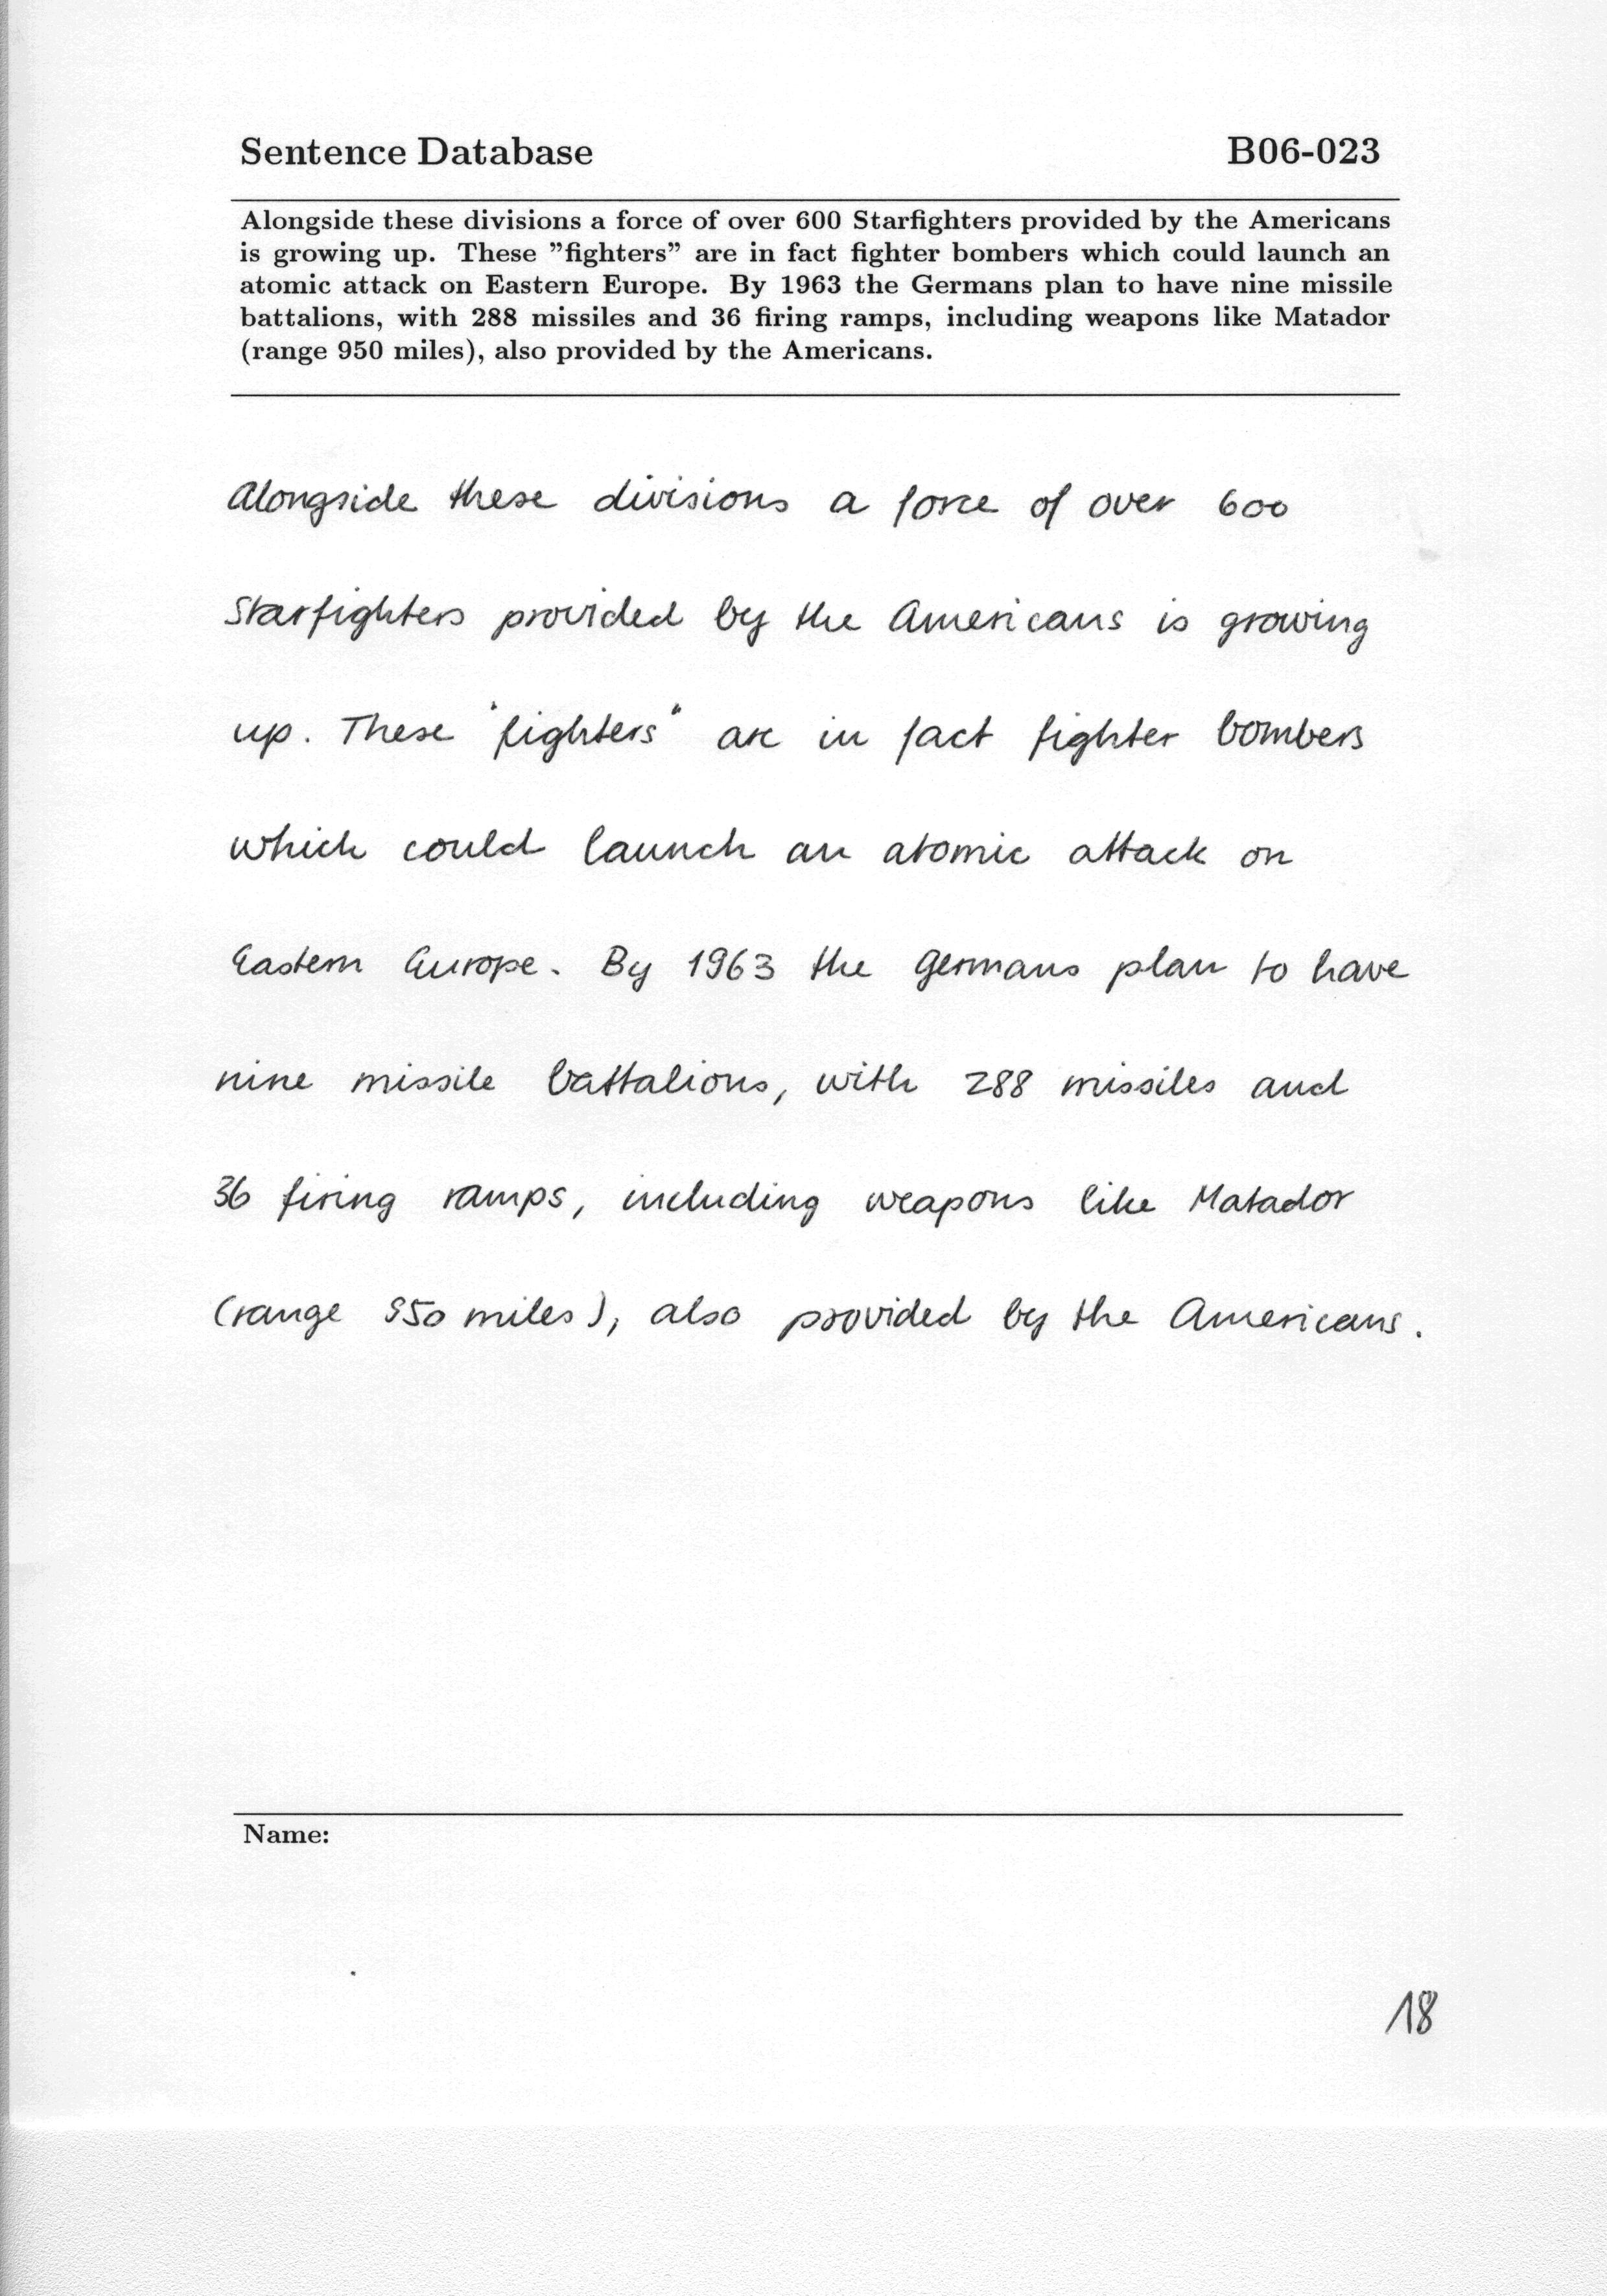 Sentence Database B06-023
Alongside these divisions a force of over 600 Starfighters provided by the Americans
is growing up. These ”fighters” are in fact fighter bombers which could launch an
atomic attack on Eastern Europe. By 1963 the Germans plan to have nine missile
battalions, with 288 missiles and 36 firing ramps, including weapons like Matador
(range 950 miles), also provided by the Americans.
Alongside these divisions a force of over 600
Starfighters provided by the Americans is growing
up. These "fighters" are in fact fighter bombers
which could launch an atomic attack on
Eastern Europe. By 1963 the Germans plan to have
nine missile battalions, with 288 missiles and
36 firing ramps, including weapons like Matador
(range 950 miles), also provided by the Americans.
Name:
18